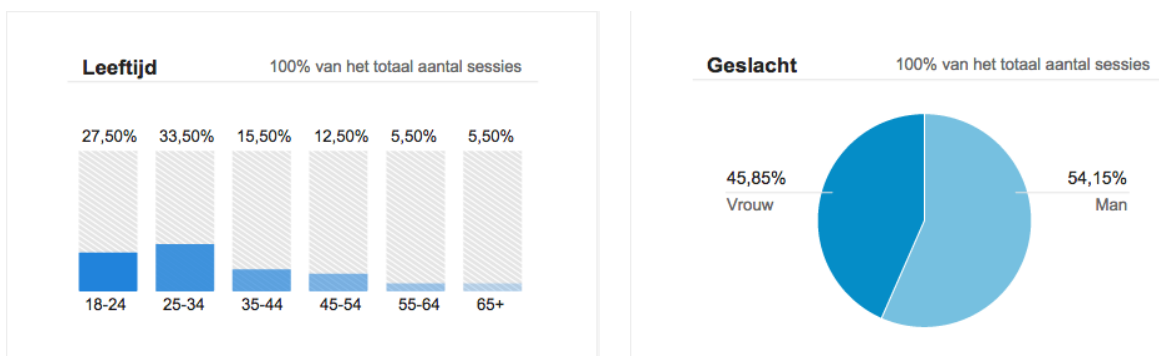 Leeftijd 100% van het totaal aantal sessies
27,50% 33,50% 15,50% 12,50% 5,50% 5,50%
18-24 25-34 35-44 45-54 55-64 65+
Geslacht 100% van het totaal aantal sessies
45,85%
Vrouw
54,15%
Man